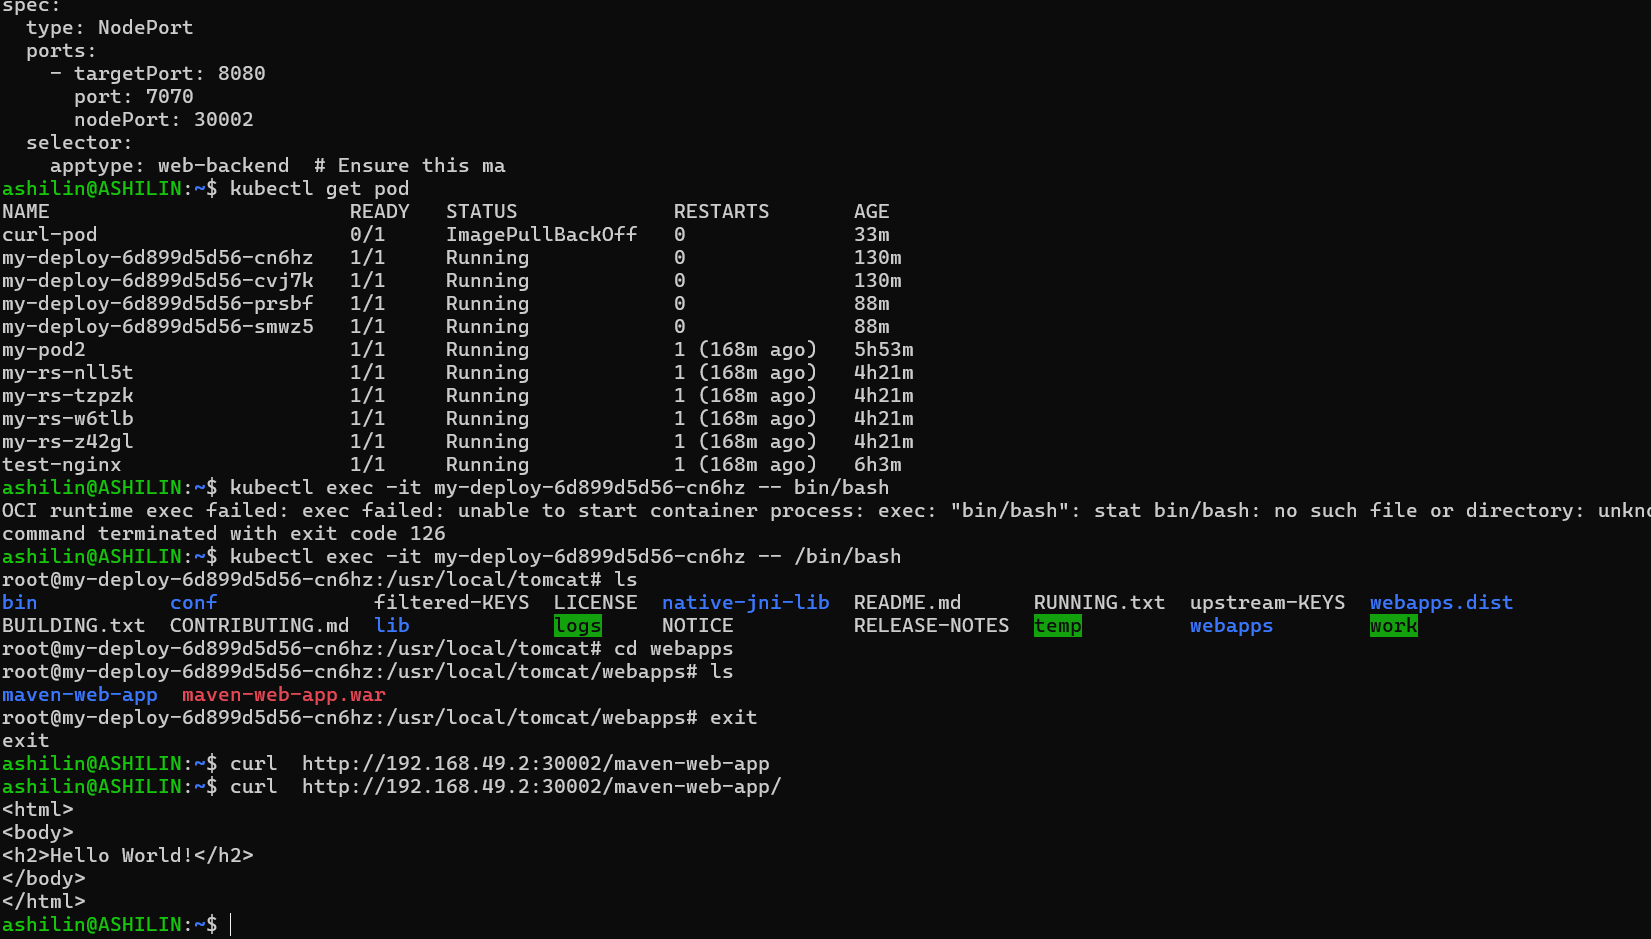 spec:
  type: NodePort
  ports:
    - targetPort: 8080
      port: 7070
      nodePort: 30002
  selector:
    apptype: web-backend  # Ensure this ma
ashilin@ASHILIN:~$ kubectl get pod
NAME                         READY   STATUS             RESTARTS       AGE
curl-pod                     0/1     ImagePullBackOff   0              33m
my-deploy-6d899d5d56-cn6hz   1/1     Running            0              130m
my-deploy-6d899d5d56-cvj7k   1/1     Running            0              130m
my-deploy-6d899d5d56-prsbf   1/1     Running            0              88m
my-deploy-6d899d5d56-smwz5   1/1     Running            0              88m
my-pod2                      1/1     Running            1 (168m ago)   5h53m
my-rs-nll5t                  1/1     Running            1 (168m ago)   4h21m
my-rs-tzpzk                  1/1     Running            1 (168m ago)   4h21m
my-rs-w6tlb                  1/1     Running            1 (168m ago)   4h21m
my-rs-z42gl                  1/1     Running            1 (168m ago)   4h21m
test-nginx                   1/1     Running            1 (168m ago)   6h3m
ashilin@ASHILIN:~$ kubectl exec -it my-deploy-6d899d5d56-cn6hz -- bin/bash
OCI runtime exec failed: exec failed: unable to start container process: exec: "bin/bash": stat bin/bash: no such file or directory: unkno
command terminated with exit code 126
ashilin@ASHILIN:~$ kubectl exec -it my-deploy-6d899d5d56-cn6hz -- /bin/bash
root@my-deploy-6d899d5d56-cn6hz:/usr/local/tomcat# ls
bin           conf             filtered-KEYS  LICENSE  native-jni-lib  README.md      RUNNING.txt  upstream-KEYS  webapps.dist
BUILDING.txt  CONTRIBUTING.md  lib            logs     NOTICE          RELEASE-NOTES  temp         webapps        work
root@my-deploy-6d899d5d56-cn6hz:/usr/local/tomcat# cd webapps
root@my-deploy-6d899d5d56-cn6hz:/usr/local/tomcat/webapps# ls
maven-web-app  maven-web-app.war
root@my-deploy-6d899d5d56-cn6hz:/usr/local/tomcat/webapps# exit
exit
ashilin@ASHILIN:~$ curl  http://192.168.49.2:30002/maven-web-app
ashilin@ASHILIN:~$ curl  http://192.168.49.2:30002/maven-web-app/
<html>
<body>
<h2>Hello World!</h2>
</body>
</html>
ashilin@ASHILIN:~$